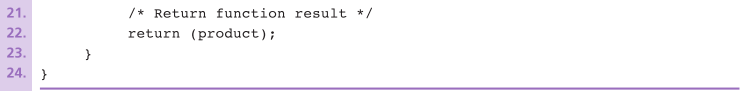 21. /* Return function result */
22. return (product);
23. }
24. }